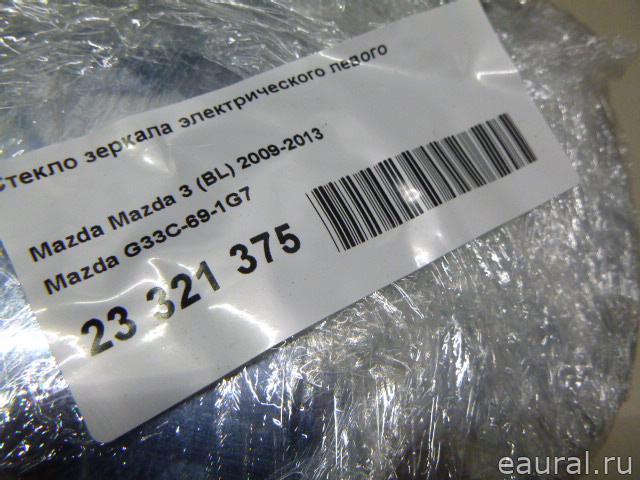 Стекло зеркала электрического левого
Mazda Mazda 3 (BL) 2009-2013
Mazda G33C-69-1G7
23 321 375
eaural.ru